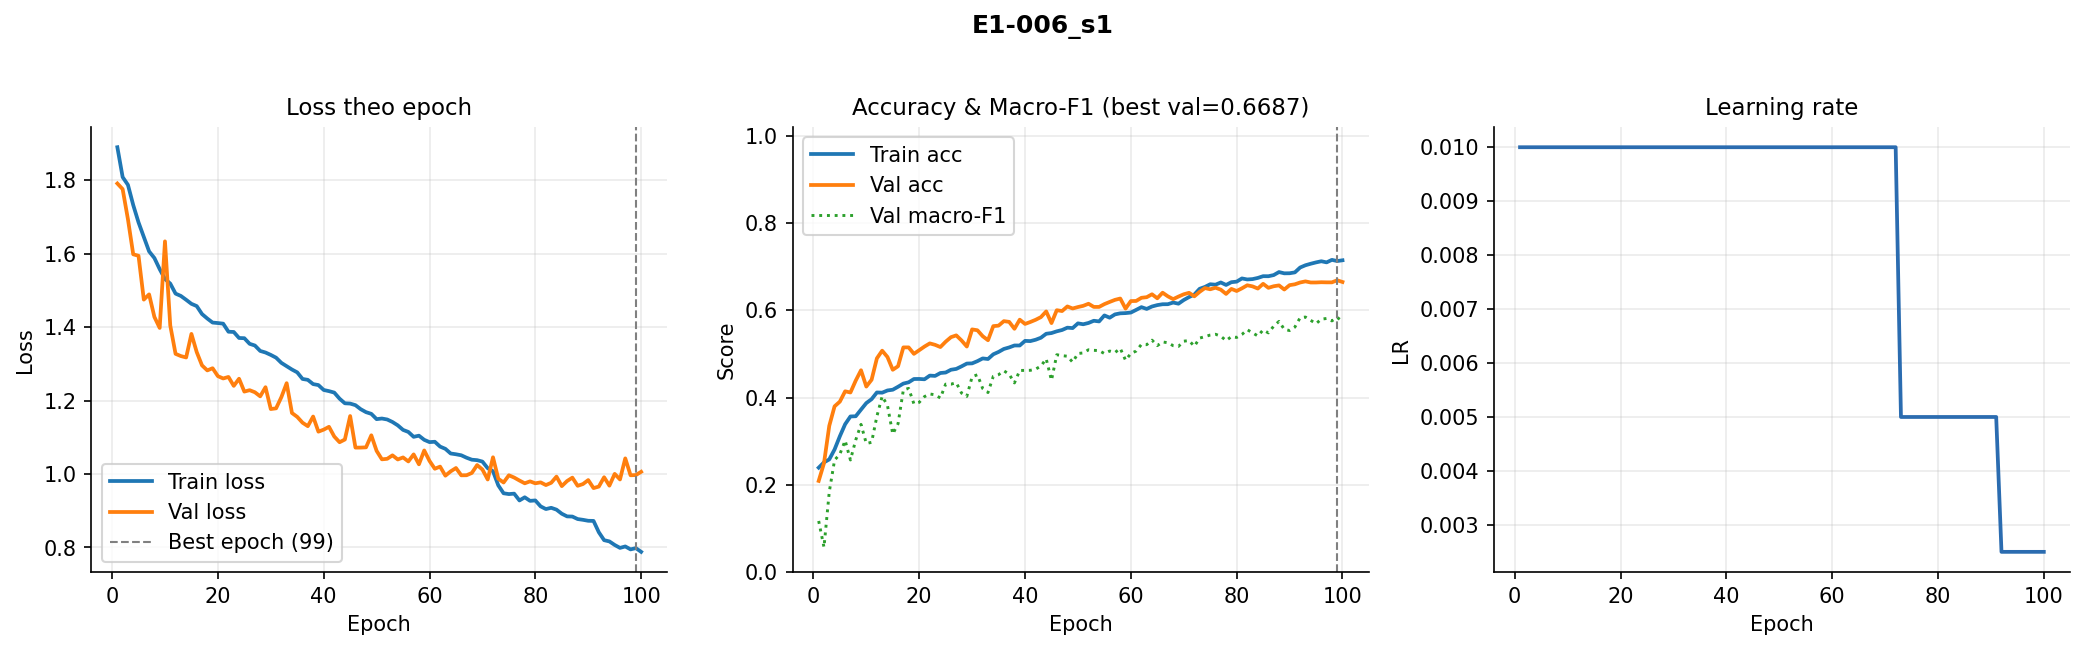 E1-006_s1
Loss theo epoch
Loss
1.8
1.6
1.4
1.2
1.0
0.8
Train loss
Val loss
Best epoch (99)
0 20 40 60 80 100
Epoch
Accuracy & Macro-F1 (best val=0.6687)
Score
1.0
0.8
0.6
0.4
0.2
0.0
Train acc
Val acc
Val macro-F1
0 20 40 60 80 100
Epoch
Learning rate
LR
0.010
0.009
0.008
0.007
0.006
0.005
0.004
0.003
0 20 40 60 80 100
Epoch